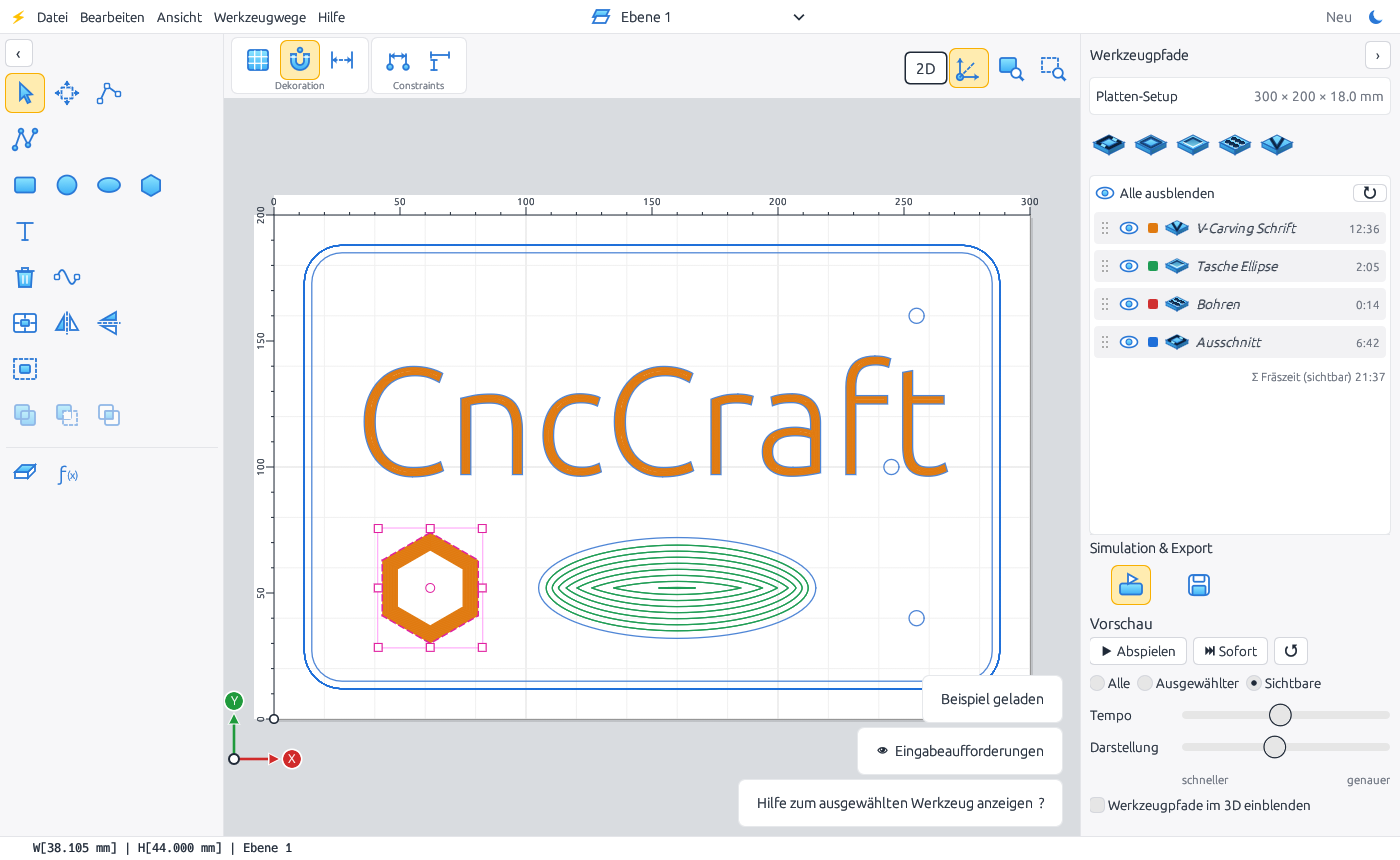 Datei Bearbeiten Ansicht Werkzeugwege Hilfe Ebene 1 Neu
Dekoration Constraints
2D
Werkzeugpfade
Platten-Setup 300 × 200 × 18.0 mm
Alle ausblenden
V-Carving Schrift 12:36
Tasche Ellipse 2:05
Bohren 0:14
Ausschnitt 6:42
Σ Fräszeit (sichtbar) 21:37
f(x)
0 50 100 150 200 250 300
200
150
100
50
0
CncCraft
Y
X
Beispiel geladen
Eingabeaufforderungen
Hilfe zum ausgewählten Werkzeug anzeigen ?
Simulation & Export
Vorschau
Abspielen Sofort
Alle Ausgewählter Sichtbare
Tempo
Darstellung
schneller genauer
Werkzeugpfade im 3D einblenden
W[38.105 mm] | H[44.000 mm] | Ebene 1